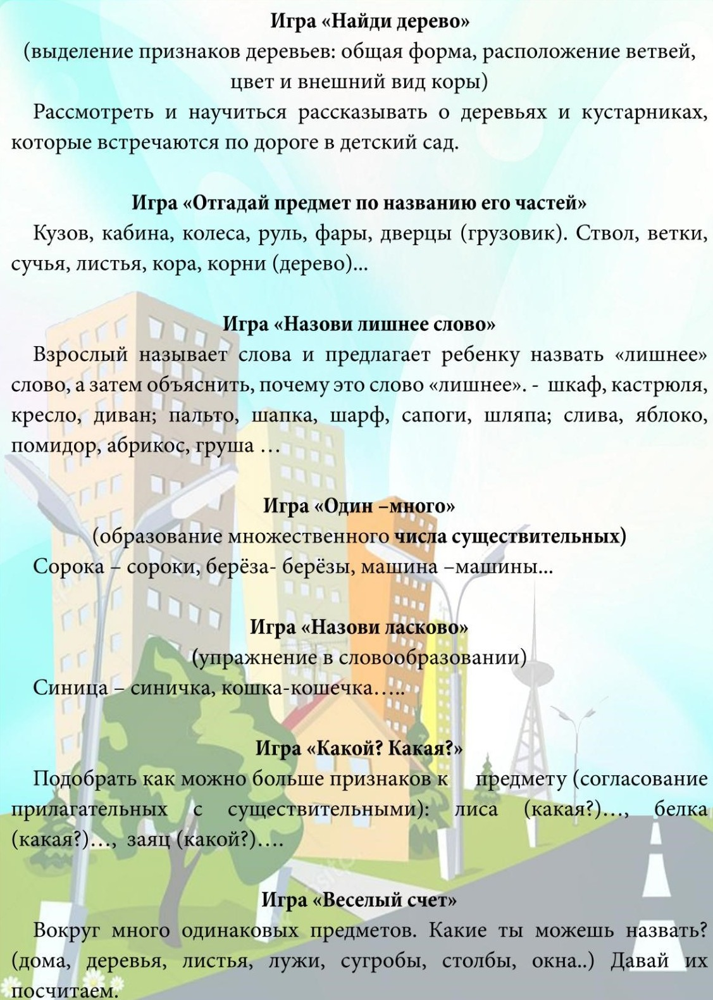 Игра «Найди дерево»
(выделение признаков деревьев: общая форма, расположение ветвей,
цвет и внешний вид коры)
Рассмотреть и научиться рассказывать о деревьях и кустарниках,
которые встречаются по дороге в детский сад.
Игра «Отгадай предмет по названию его частей»
Кузов, кабина, колеса, руль, фары, дверцы (грузовик). Ствол, ветки,
сучья, листья, кора, корни (дерево)...
Игра «Назови лишнее слово»
Взрослый называет слова и предлагает ребенку назвать «лишнее»
слово, а затем объяснить, почему это слово «лишнее». - шкаф, кастрюля,
кресло, диван; пальто, шапка, шарф, сапоги, шляпа; слива, яблоко,
помидор, абрикос, груша …
Игра «Один –много»
(образование множественного числа существительных)
Сорока – сороки, берёза- берёзы, машина –машины...
Игра «Назови ласково»
(упражнение в словообразовании)
Синица – синичка, кошка-кошечка…..
Игра «Какой? Какая?»
Подобрать как можно больше признаков к предмету (согласование
прилагательных с существительными): лиса (какая?)…, белка
(какая?)…, заяц (какой?)….
Игра «Веселый счет»
Вокруг много одинаковых предметов. Какие ты можешь назвать?
(дома, деревья, листья, лужи, сугробы, столбы, окна..) Давай их
посчитаем.